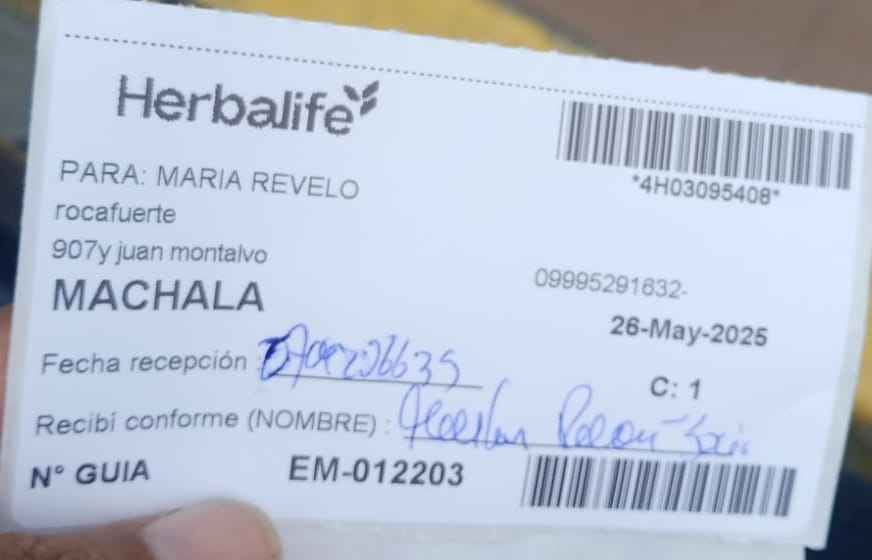 Herbalife
*4H03095408*
PARA: MARIA REVELO
rocafuerte
907y juan montalvo
MACHALA
09995291632-
26-May-2025
Fecha recepción :
C: 1
Recibí conforme (NOMBRE) :
N° GUIA EM-012203